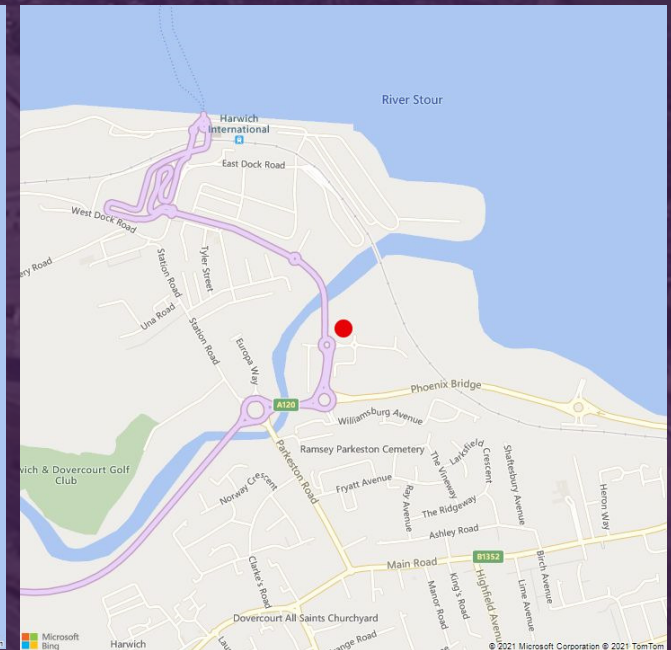 River Stour
Harwich
International
East Dock Road
West Dock Road
ery Road
Tyler Street
Station Road
Una Road
Station Road
Europa Way
A120
Phoenix Bridge
Williamsburg Avenue
Ramsey Parkeston Cemetery
Parkeston Road
wich & Dovercourt Golf
Club
Norway Crescent
Fryatt Avenue
Ray Avenue
The Vineway
Larksfield
Crescent
Shaftesbury Avenue
Heron Way
The Ridgeway
Ashley Road
B1352
Main Road
Clarke's Road
Manor Road
King's Road
Highfield Avenue
Lime Avenue
Birch Avenue
Dovercourt All Saints Churchyard
ange Road
Lau
Harwich
Microsoft
Bing
© 2021 Microsoft Corporation © 2021 TomTom